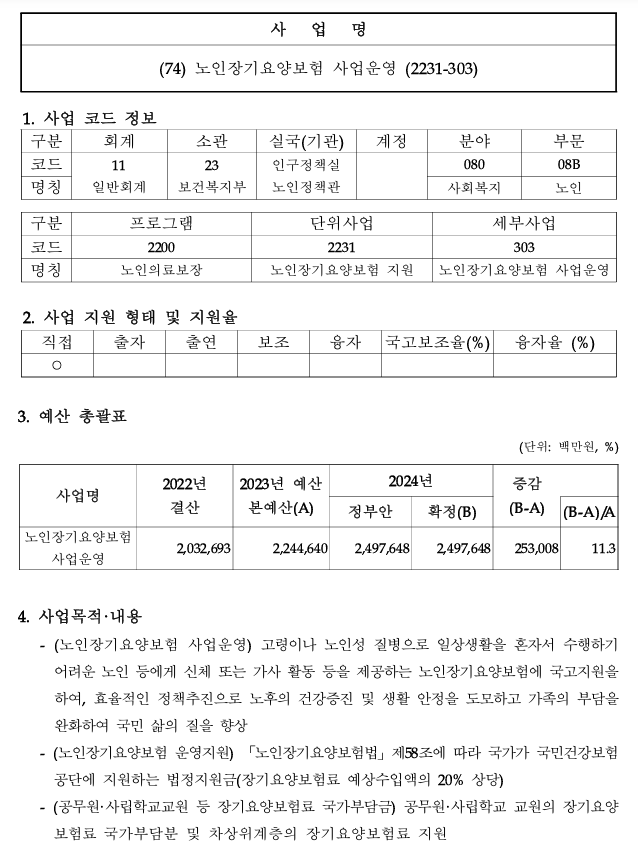 사 업 명
(74) 노인장기요양보험 사업운영 (2231-303)
1. 사업 코드 정보
구분 회계 소관 실국(기관) 계정 분야 부문
코드 11 23 인구정책실 080 08B
명칭 일반회계 보건복지부 노인정책관 사회복지 노인
구분 프로그램 단위사업 세부사업
코드 2200 2231 303
명칭 노인의료보장 노인장기요양보험 지원 노인장기요양보험 사업운영
2. 사업 지원 형태 및 지원율
직접 출자 출연 보조 융자 국고보조율(%) 융자율 (%)
○
3. 예산 총괄표
(단위: 백만원, %)
사업명 2022년 결산 2023년 예산 본예산(A) 2024년 증감 (B-A)
정부안 확정(B) (B-A)/A
노인장기요양보험 사업운영 2,032,693 2,244,640 2,497,648 2,497,648 253,008 11.3
4. 사업목적·내용
- (노인장기요양보험 사업운영) 고령이나 노인성 질병으로 일상생활을 혼자서 수행하기
어려운 노인 등에게 신체 또는 가사 활동 등을 제공하는 노인장기요양보험에 국고지원을
하여, 효율적인 정책추진으로 노후의 건강증진 및 생활 안정을 도모하고 가족의 부담을
완화하여 국민 삶의 질을 향상
- (노인장기요양보험 운영지원) 「노인장기요양보험법」 제58조에 따라 국가가 국민건강보험
공단에 지원하는 법정지원금(장기요양보험료 예상수입액의 20% 상당)
- (공무원·사립학교교원 등 장기요양보험료 국가부담금) 공무원·사립학교 교원의 장기요양
보험료 국가부담분 및 차상위계층의 장기요양보험료 지원